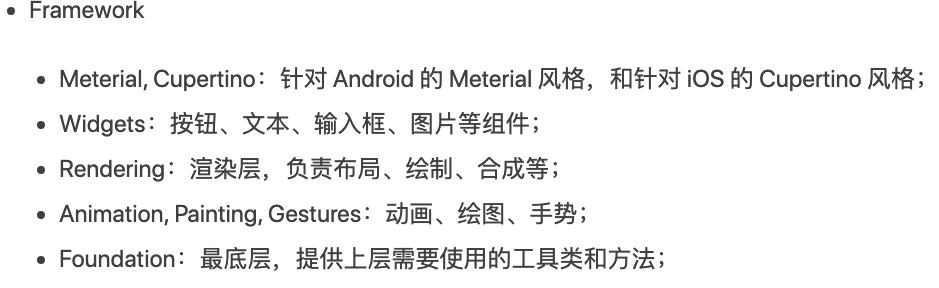 Framework
Meterial, Cupertino：针对 Android 的 Meterial 风格，和针对 iOS 的 Cupertino 风格；
Widgets：按钮、文本、输入框、图片等组件；
Rendering：渲染层，负责布局、绘制、合成等；
Animation, Painting, Gestures：动画、绘图、手势；
Foundation：最底层，提供上层需要使用的工具类和方法；